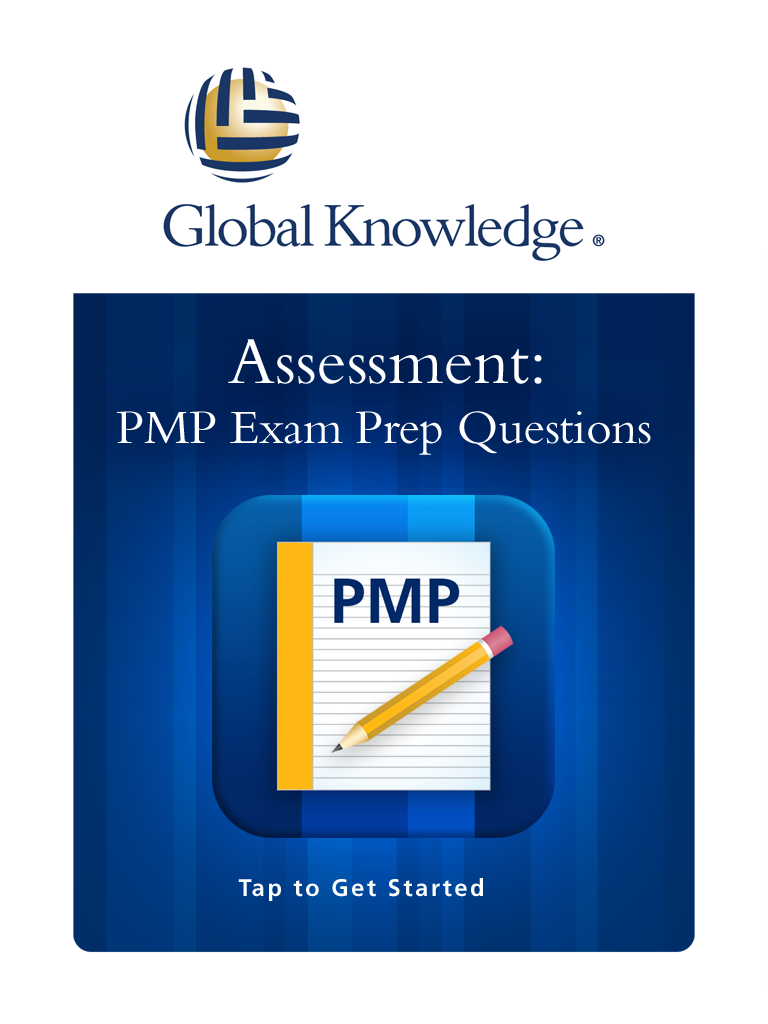 Global Knowledge ®
Assessment:
PMP Exam Prep Questions
PMP
Tap to Get Started